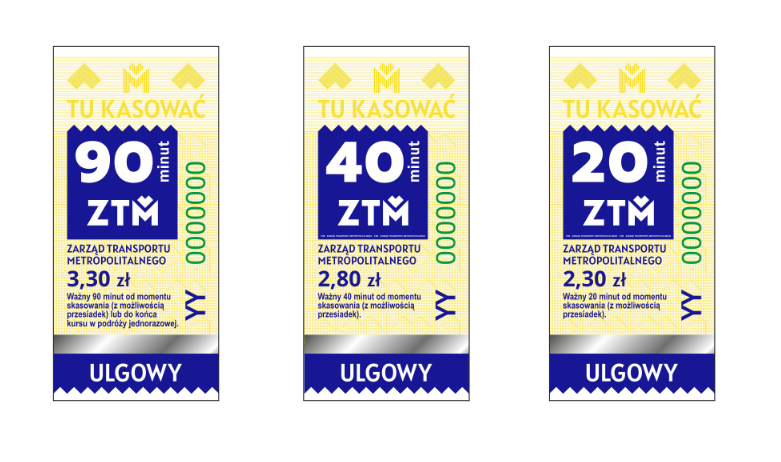 TU KASOWAĆ
90 minut
ZTM
0000000
ZARZĄD TRANSPORTU
METROPOLITALNEGO
3,30 zł
YY
Ważny 90 minut od momentu
skasowania (z możliwością
przesiadek) lub do końca
kursu w podróży jednorazowej.
ULGOWY
TU KASOWAĆ
40 minut
ZTM
0000000
ZARZĄD TRANSPORTU
METROPOLITALNEGO
2,80 zł
YY
Ważny 40 minut od momentu
skasowania (z możliwością
przesiadek).
ULGOWY
TU KASOWAĆ
20 minut
ZTM
0000000
ZARZĄD TRANSPORTU
METROPOLITALNEGO
2,30 zł
YY
Ważny 20 minut od momentu
skasowania (z możliwością
przesiadek).
ULGOWY